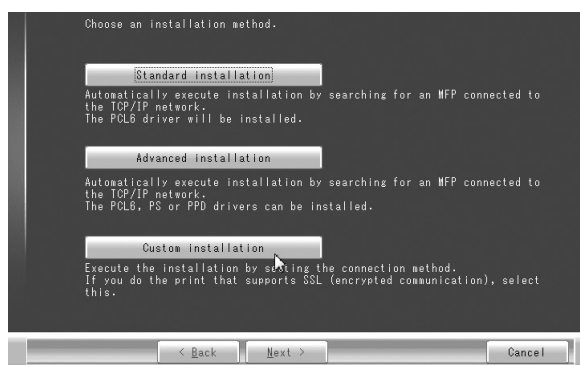 Choose an installation method.
Standard installation
Automatically execute installation by searching for an MFP connected to
the TCP/IP network.
The PCL6 driver will be installed.
Advanced installation
Automatically execute installation by searching for an MFP connected to
the TCP/IP network.
The PCL6, PS or PPD drivers can be installed.
Custom installation
Execute the installation by setting the connection method.
If you do the print that supports SSL (encrypted communication), select
this.
< Back Next > Cancel